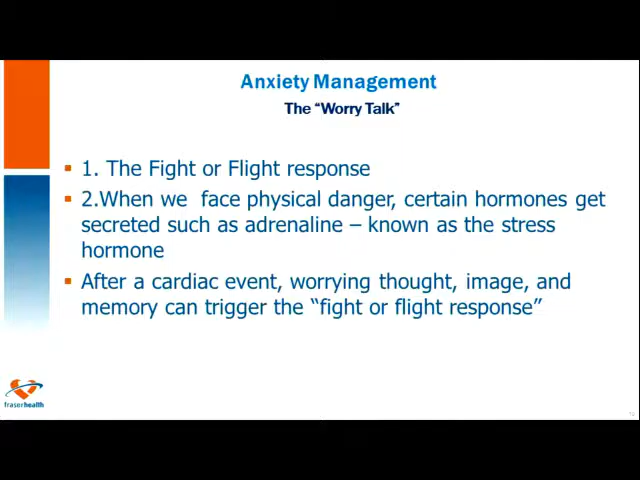 Anxiety Management
The "Worry Talk"
1. The Fight or Flight response
2.When we face physical danger, certain hormones get
secreted such as adrenaline – known as the stress
hormone
After a cardiac event, worrying thought, image, and
memory can trigger the "fight or flight response"
fraserhealth